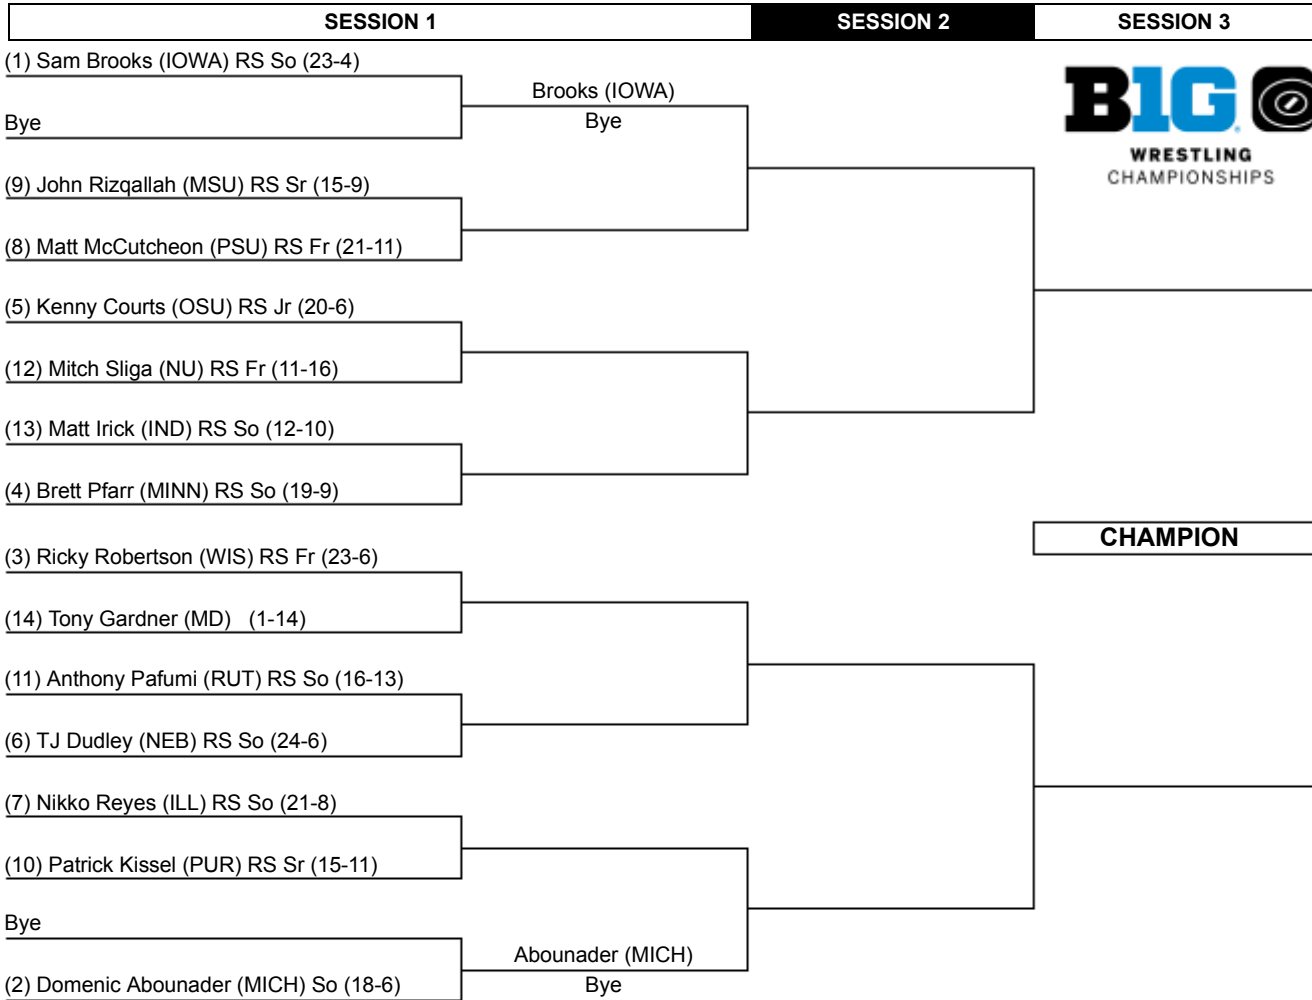 SESSION 1 SESSION 2 SESSION 3
(1) Sam Brooks (IOWA) RS So (23-4)
Brooks (IOWA)
Bye
Bye
(9) John Rizqallah (MSU) RS Sr (15-9)
(8) Matt McCutcheon (PSU) RS Fr (21-11)
(5) Kenny Courts (OSU) RS Jr (20-6)
(12) Mitch Sliga (NU) RS Fr (11-16)
(13) Matt Irick (IND) RS So (12-10)
(4) Brett Pfarr (MINN) RS So (19-9)
(3) Ricky Robertson (WIS) RS Fr (23-6)
(14) Tony Gardner (MD) (1-14)
(11) Anthony Pafumi (RUT) RS So (16-13)
(6) TJ Dudley (NEB) RS So (24-6)
(7) Nikko Reyes (ILL) RS So (21-8)
(10) Patrick Kissel (PUR) RS Sr (15-11)
Bye
Abounader (MICH)
Bye
(2) Domenic Abounader (MICH) So (18-6)
B1G
WRESTLING
CHAMPIONSHIPS
CHAMPION